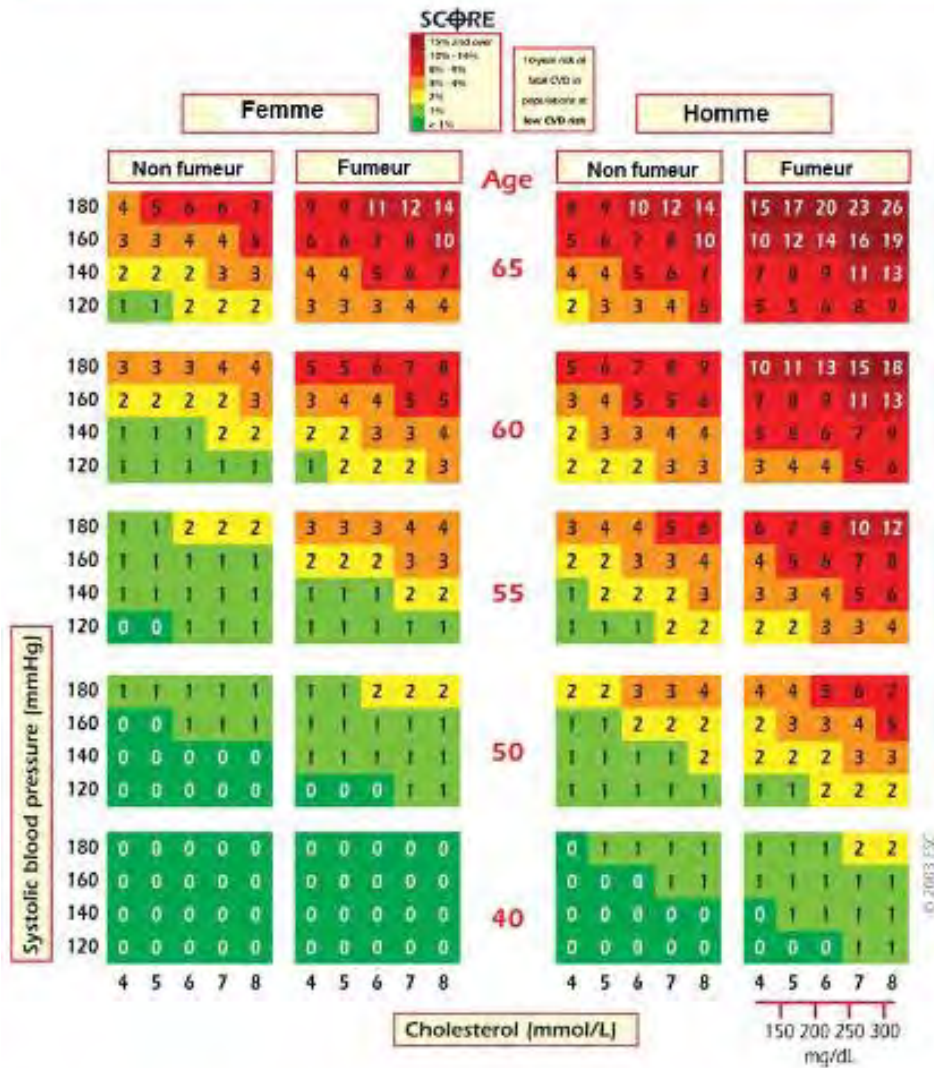 SCORE
15% and over
10% - 14%
5% - 9%
3% - 4%
2%
1%
< 1%
10-year risk of
fatal CVD in
populations at
low CVD risk
Femme
Homme
Non fumeur Fumeur Age Non fumeur Fumeur
180 4 5 6 6 7 9 9 11 12 14 8 9 10 12 14 15 17 20 23 26
160 3 3 4 4 5 6 6 7 8 10 5 6 7 8 10 10 12 14 16 19
65
140 2 2 2 3 3 4 4 5 6 7 4 4 5 6 7 7 8 9 11 13
120 1 1 2 2 2 3 3 3 4 4 2 3 3 4 5 5 5 6 8 9
180 3 3 3 4 4 5 5 6 7 8 5 6 7 8 9 10 11 13 15 18
160 2 2 2 2 3 3 4 4 5 5 3 4 5 5 6 7 8 9 11 13
60
140 1 1 1 2 2 2 2 3 3 4 2 3 3 4 4 5 5 6 7 9
120 1 1 1 1 1 1 2 2 2 3 2 2 2 3 3 3 4 4 5 6
180 1 1 2 2 2 3 3 3 4 4 3 4 4 5 6 6 7 8 10 12
160 1 1 1 1 1 2 2 2 3 3 2 2 3 3 4 4 5 6 7 8
55
140 1 1 1 1 1 1 1 1 2 2 1 2 2 2 3 3 3 4 5 6
120 0 0 1 1 1 1 1 1 1 1 1 1 1 2 2 2 2 3 3 4
180 1 1 1 1 1 1 1 2 2 2 2 2 3 3 4 4 4 5 6 7
160 0 0 1 1 1 1 1 1 1 1 1 1 2 2 2 2 3 3 4 5
50
140 0 0 0 0 0 1 1 1 1 1 1 1 1 1 2 2 2 2 3 3
120 0 0 0 0 0 0 0 0 1 1 1 1 1 1 1 1 1 2 2 2
180 0 0 0 0 0 0 0 0 0 0 0 1 1 1 1 1 1 1 2 2
160 0 0 0 0 0 0 0 0 0 0 0 0 0 1 1 1 1 1 1 1
40
140 0 0 0 0 0 0 0 0 0 0 0 0 0 0 0 0 1 1 1 1
120 0 0 0 0 0 0 0 0 0 0 0 0 0 0 0 0 0 0 1 1
4 5 6 7 8 4 5 6 7 8 4 5 6 7 8 4 5 6 7 8
Systolic blood pressure (mmHg)
Cholesterol (mmol/L)
150 200 250 300
mg/dL
© 2003 ESC